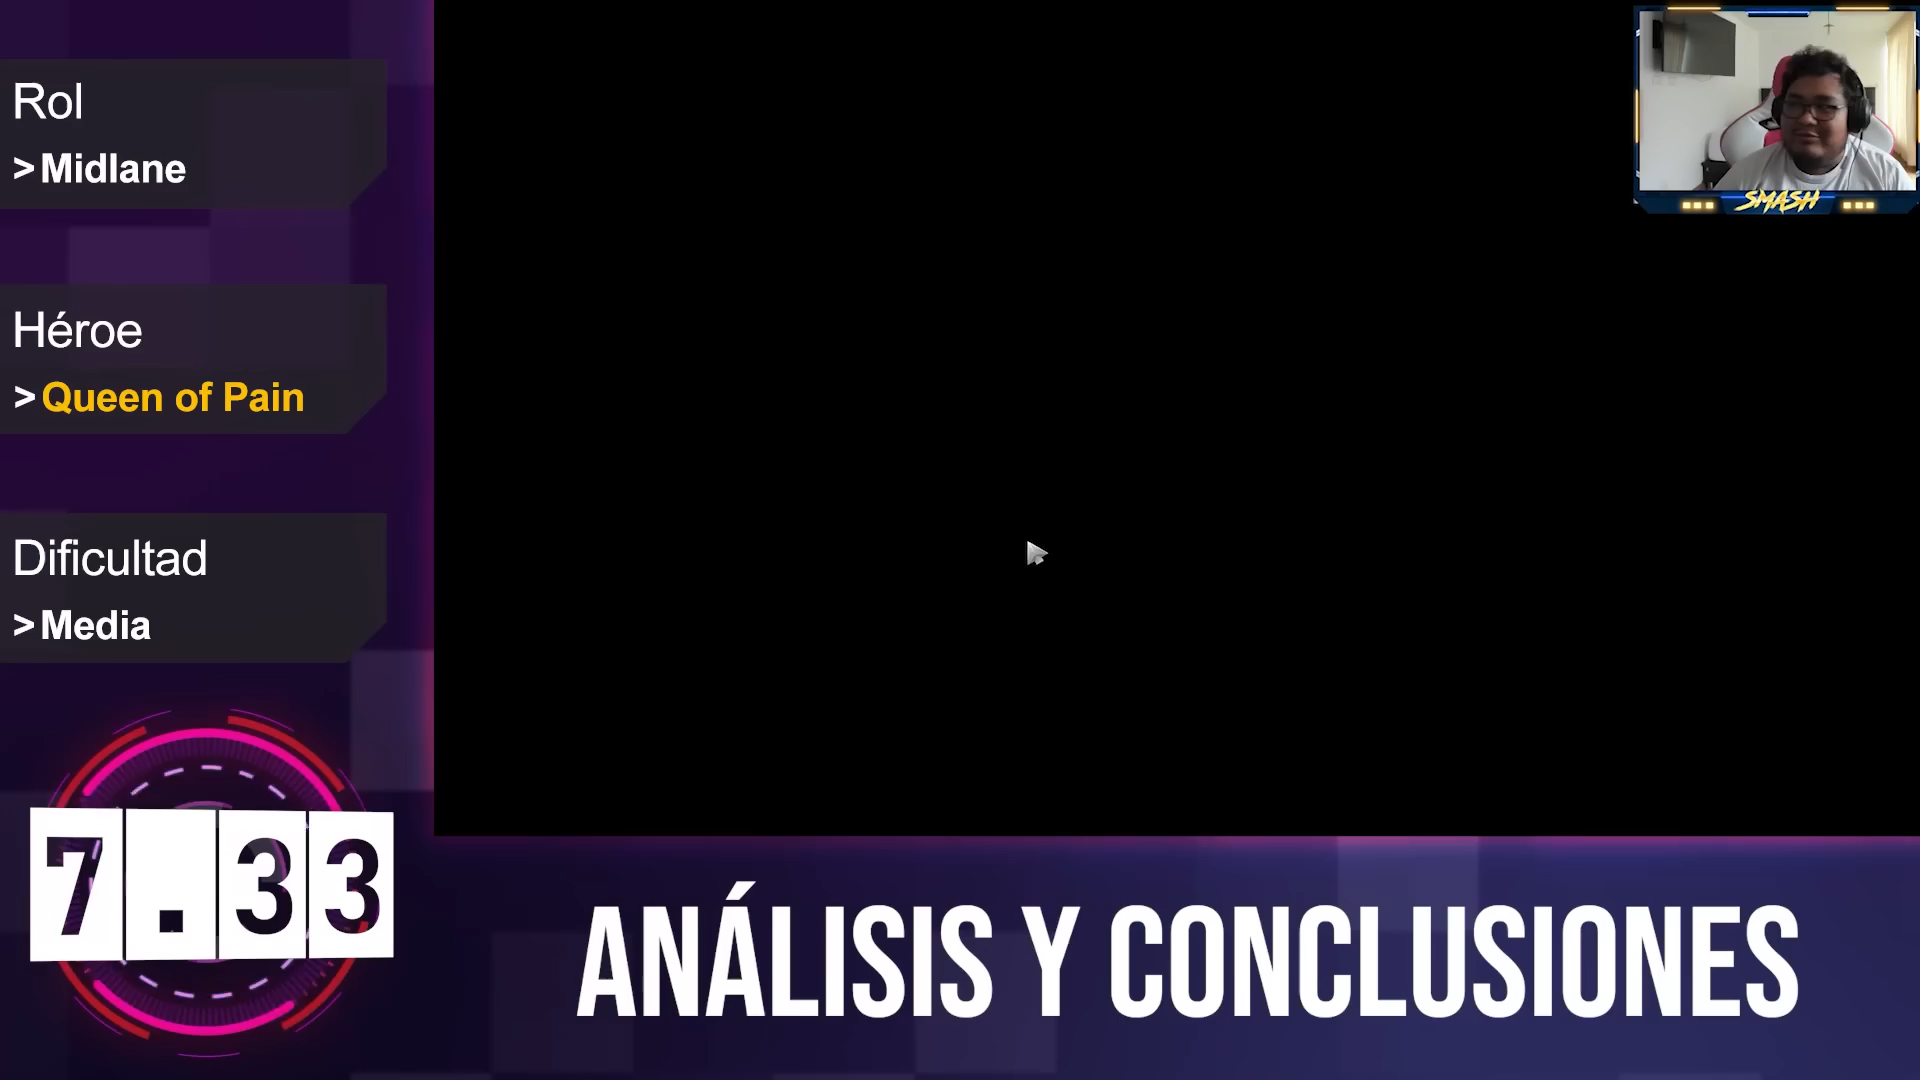 Rol
> Midlane
Héroe
> Queen of Pain
Dificultad
> Media
7.33
SMASH
ANÁLISIS Y CONCLUSIONES